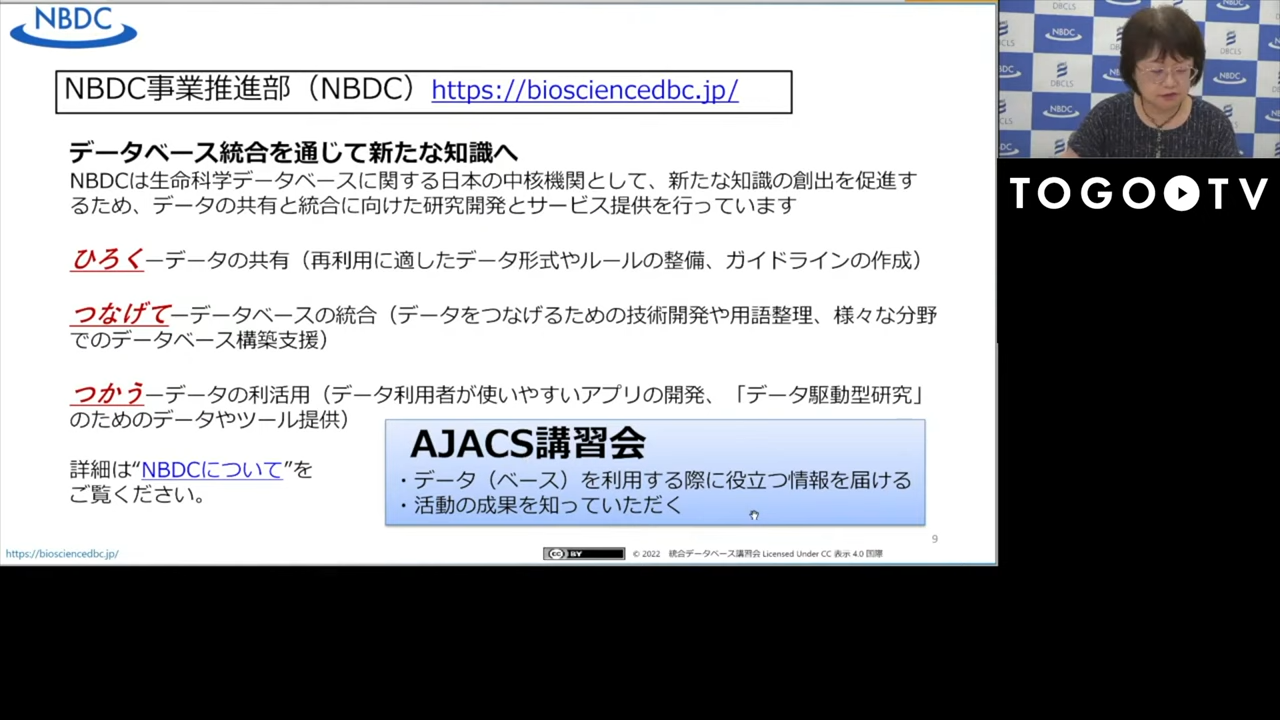 NBDC
NBDC事業推進部（NBDC）https://biosciencedbc.jp/
データベース統合を通じて新たな知識へ
NBDCは生命科学データベースに関する日本の中核機関として、新たな知識の創出を促進す
るため、データの共有と統合に向けた研究開発とサービス提供を行っています
ひろく－データの共有（再利用に適したデータ形式やルールの整備、ガイドラインの作成）
つなげて－データベースの統合（データをつなげるための技術開発や用語整理、様々な分野
でのデータベース構築支援）
つかう－データの利活用（データ利用者が使いやすいアプリの開発、「データ駆動型研究」
のためのデータやツール提供）
AJACS講習会
・データ（ベース）を利用する際に役立つ情報を届ける
・活動の成果を知っていただく
詳細は“NBDCについて”を
ご覧ください。
9
https://biosciencedbc.jp/
CC BY
© 2022 統合データベース講習会 Licensed Under CC 表示 4.0 国際
DBCLS
NBDC
DBCLS
NBDC
NBDC
NBDC
DBCLS
TOGO TV